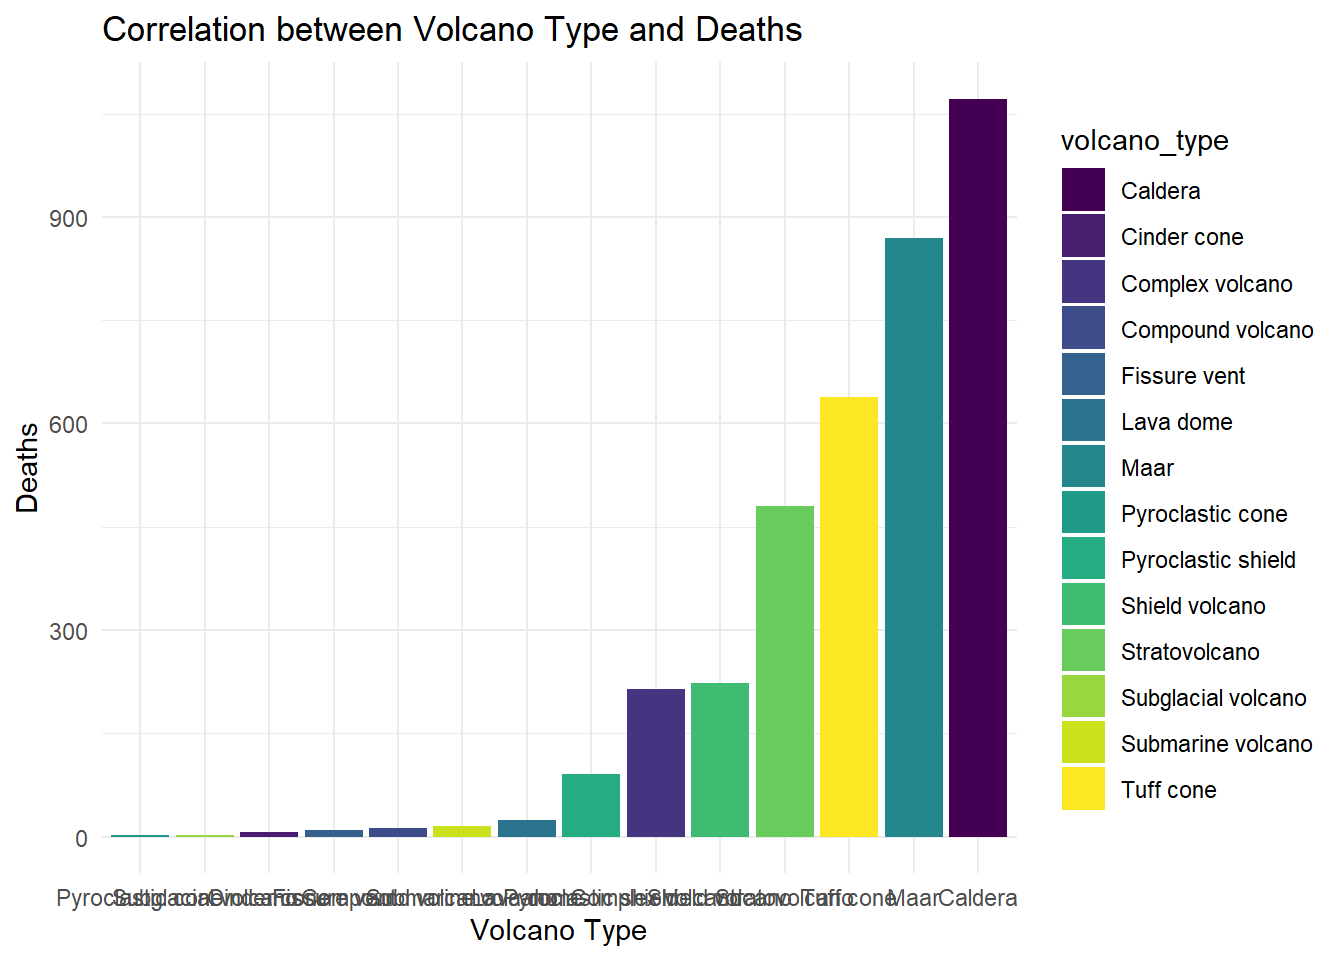 Correlation between Volcano Type and Deaths
Deaths
900
600
300
0
Tuff cone
Maar
Caldera
Volcano Type
volcano_type
Caldera
Cinder cone
Complex volcano
Compound volcano
Fissure vent
Lava dome
Maar
Pyroclastic cone
Pyroclastic shield
Shield volcano
Stratovolcano
Subglacial volcano
Submarine volcano
Tuff cone